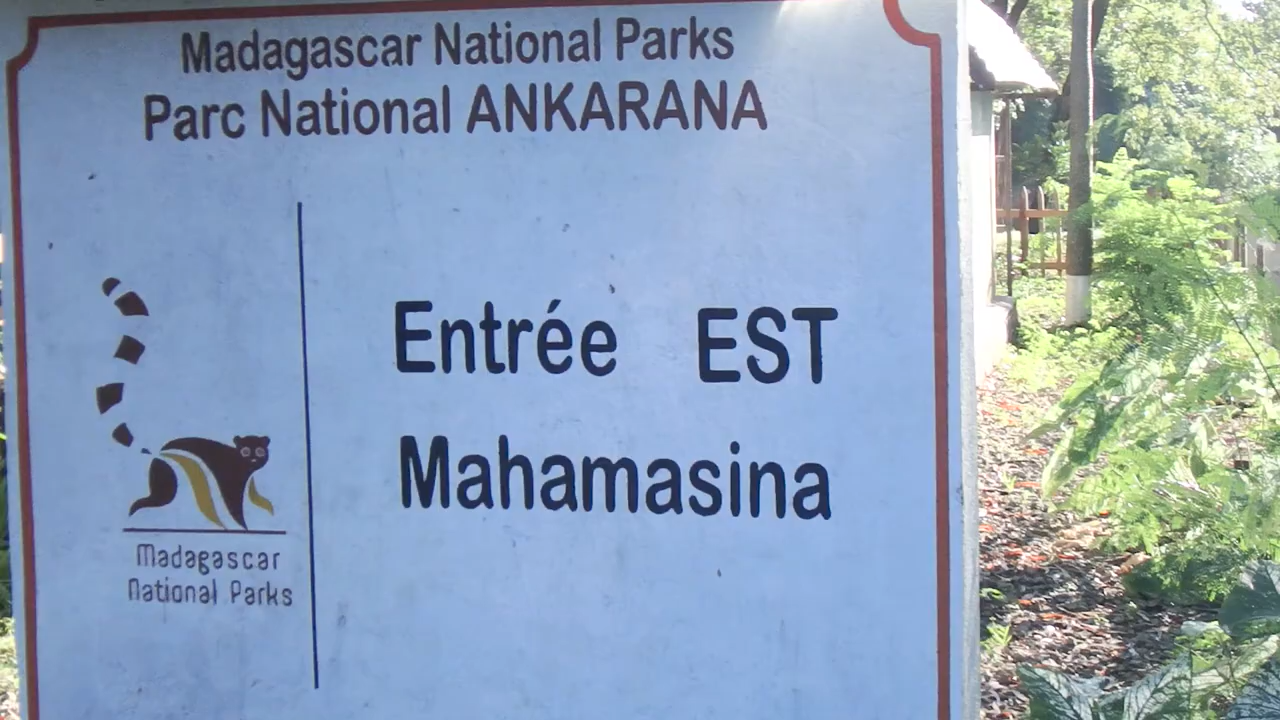 Madagascar National Parks
Parc National ANKARANA
Entrée EST
Mahamasina
Madagascar
National Parks